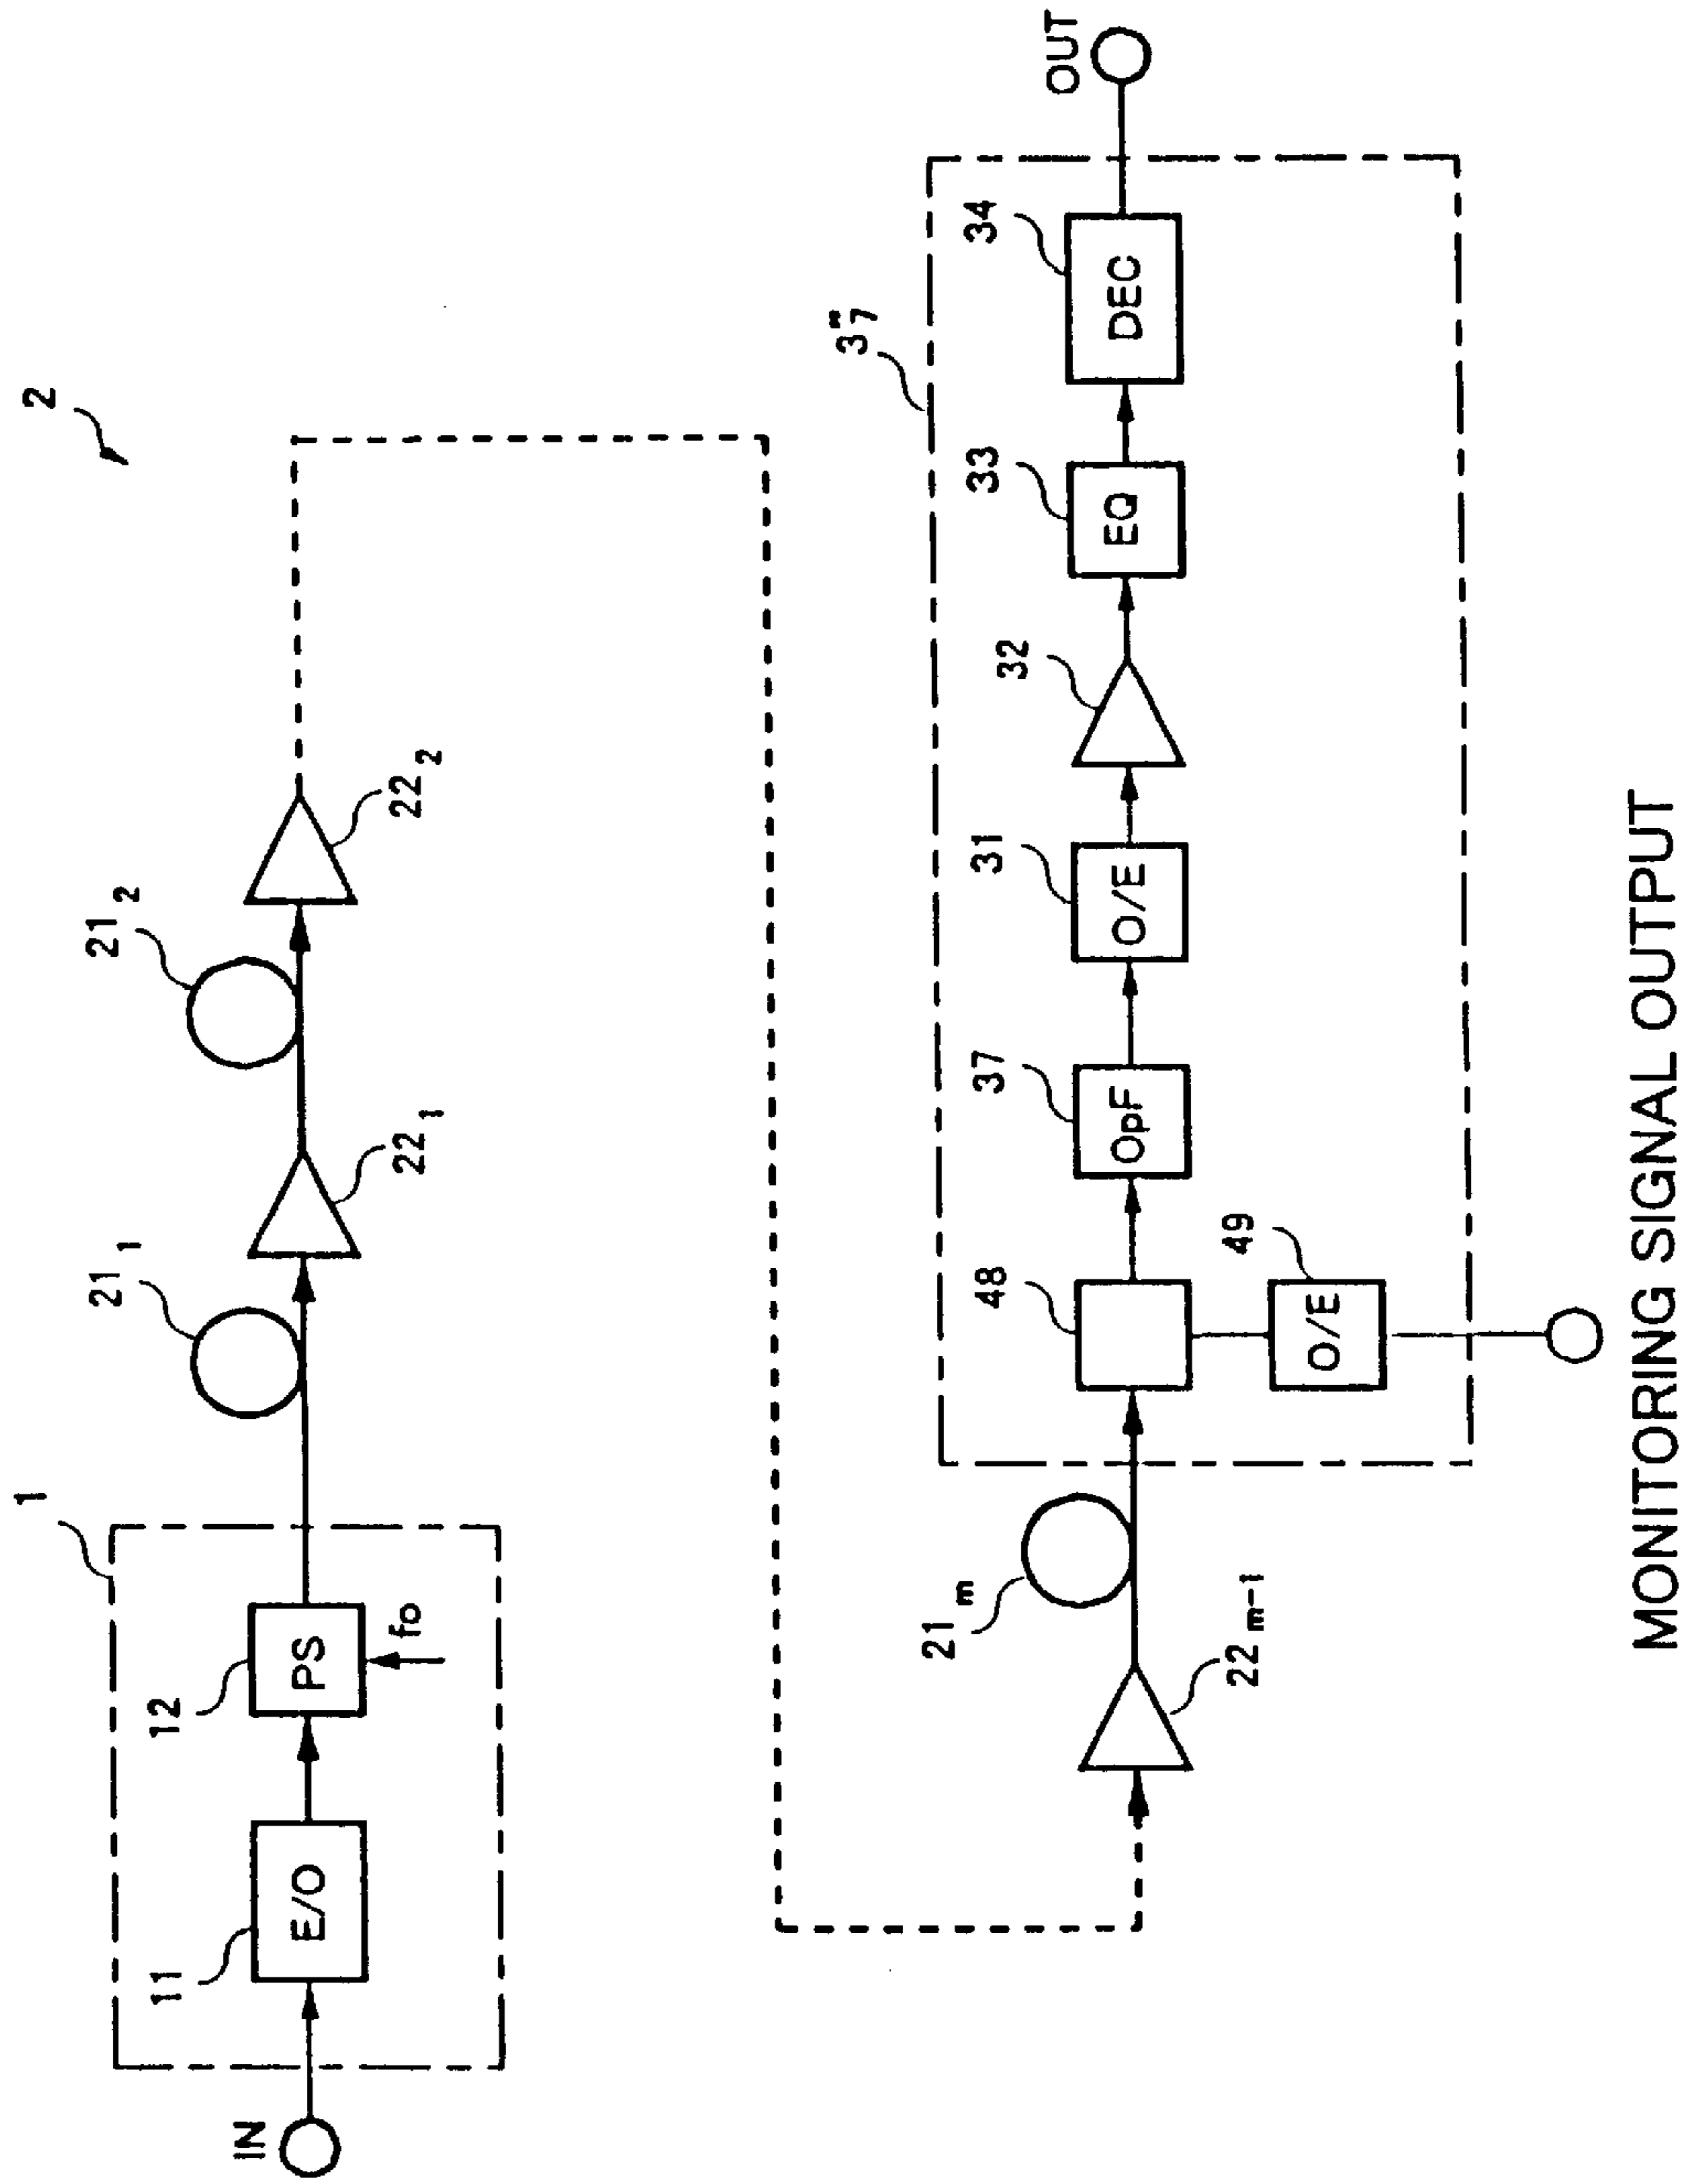 2
1
21 1
21 2
12
11
IN
E/O
PS
fo
22 1
22 2
3"7
OUT
34
33
32
31
37
48
49
21 m
DEC
EQ
O/E
OpF
O/E
22 m-1
MONITORING SIGNAL OUTPUT